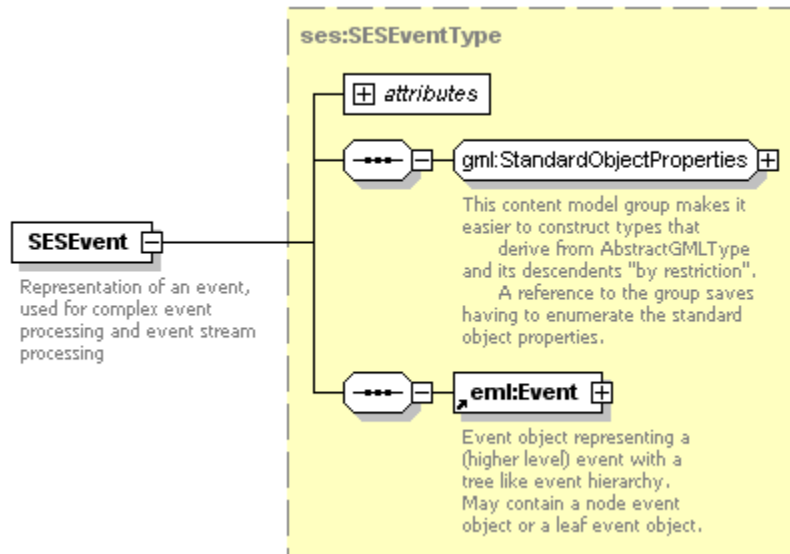 ses:SESEventType
attributes
gml:StandardObjectProperties
This content model group makes it
easier to construct types that
derive from AbstractGMLType
and its descendents "by restriction".
A reference to the group saves
having to enumerate the standard
object properties.
SESEvent
Representation of an event,
used for complex event
processing and event stream
processing
eml:Event
Event object representing a
(higher level) event with a
tree like event hierarchy.
May contain a node event
object or a leaf event object.